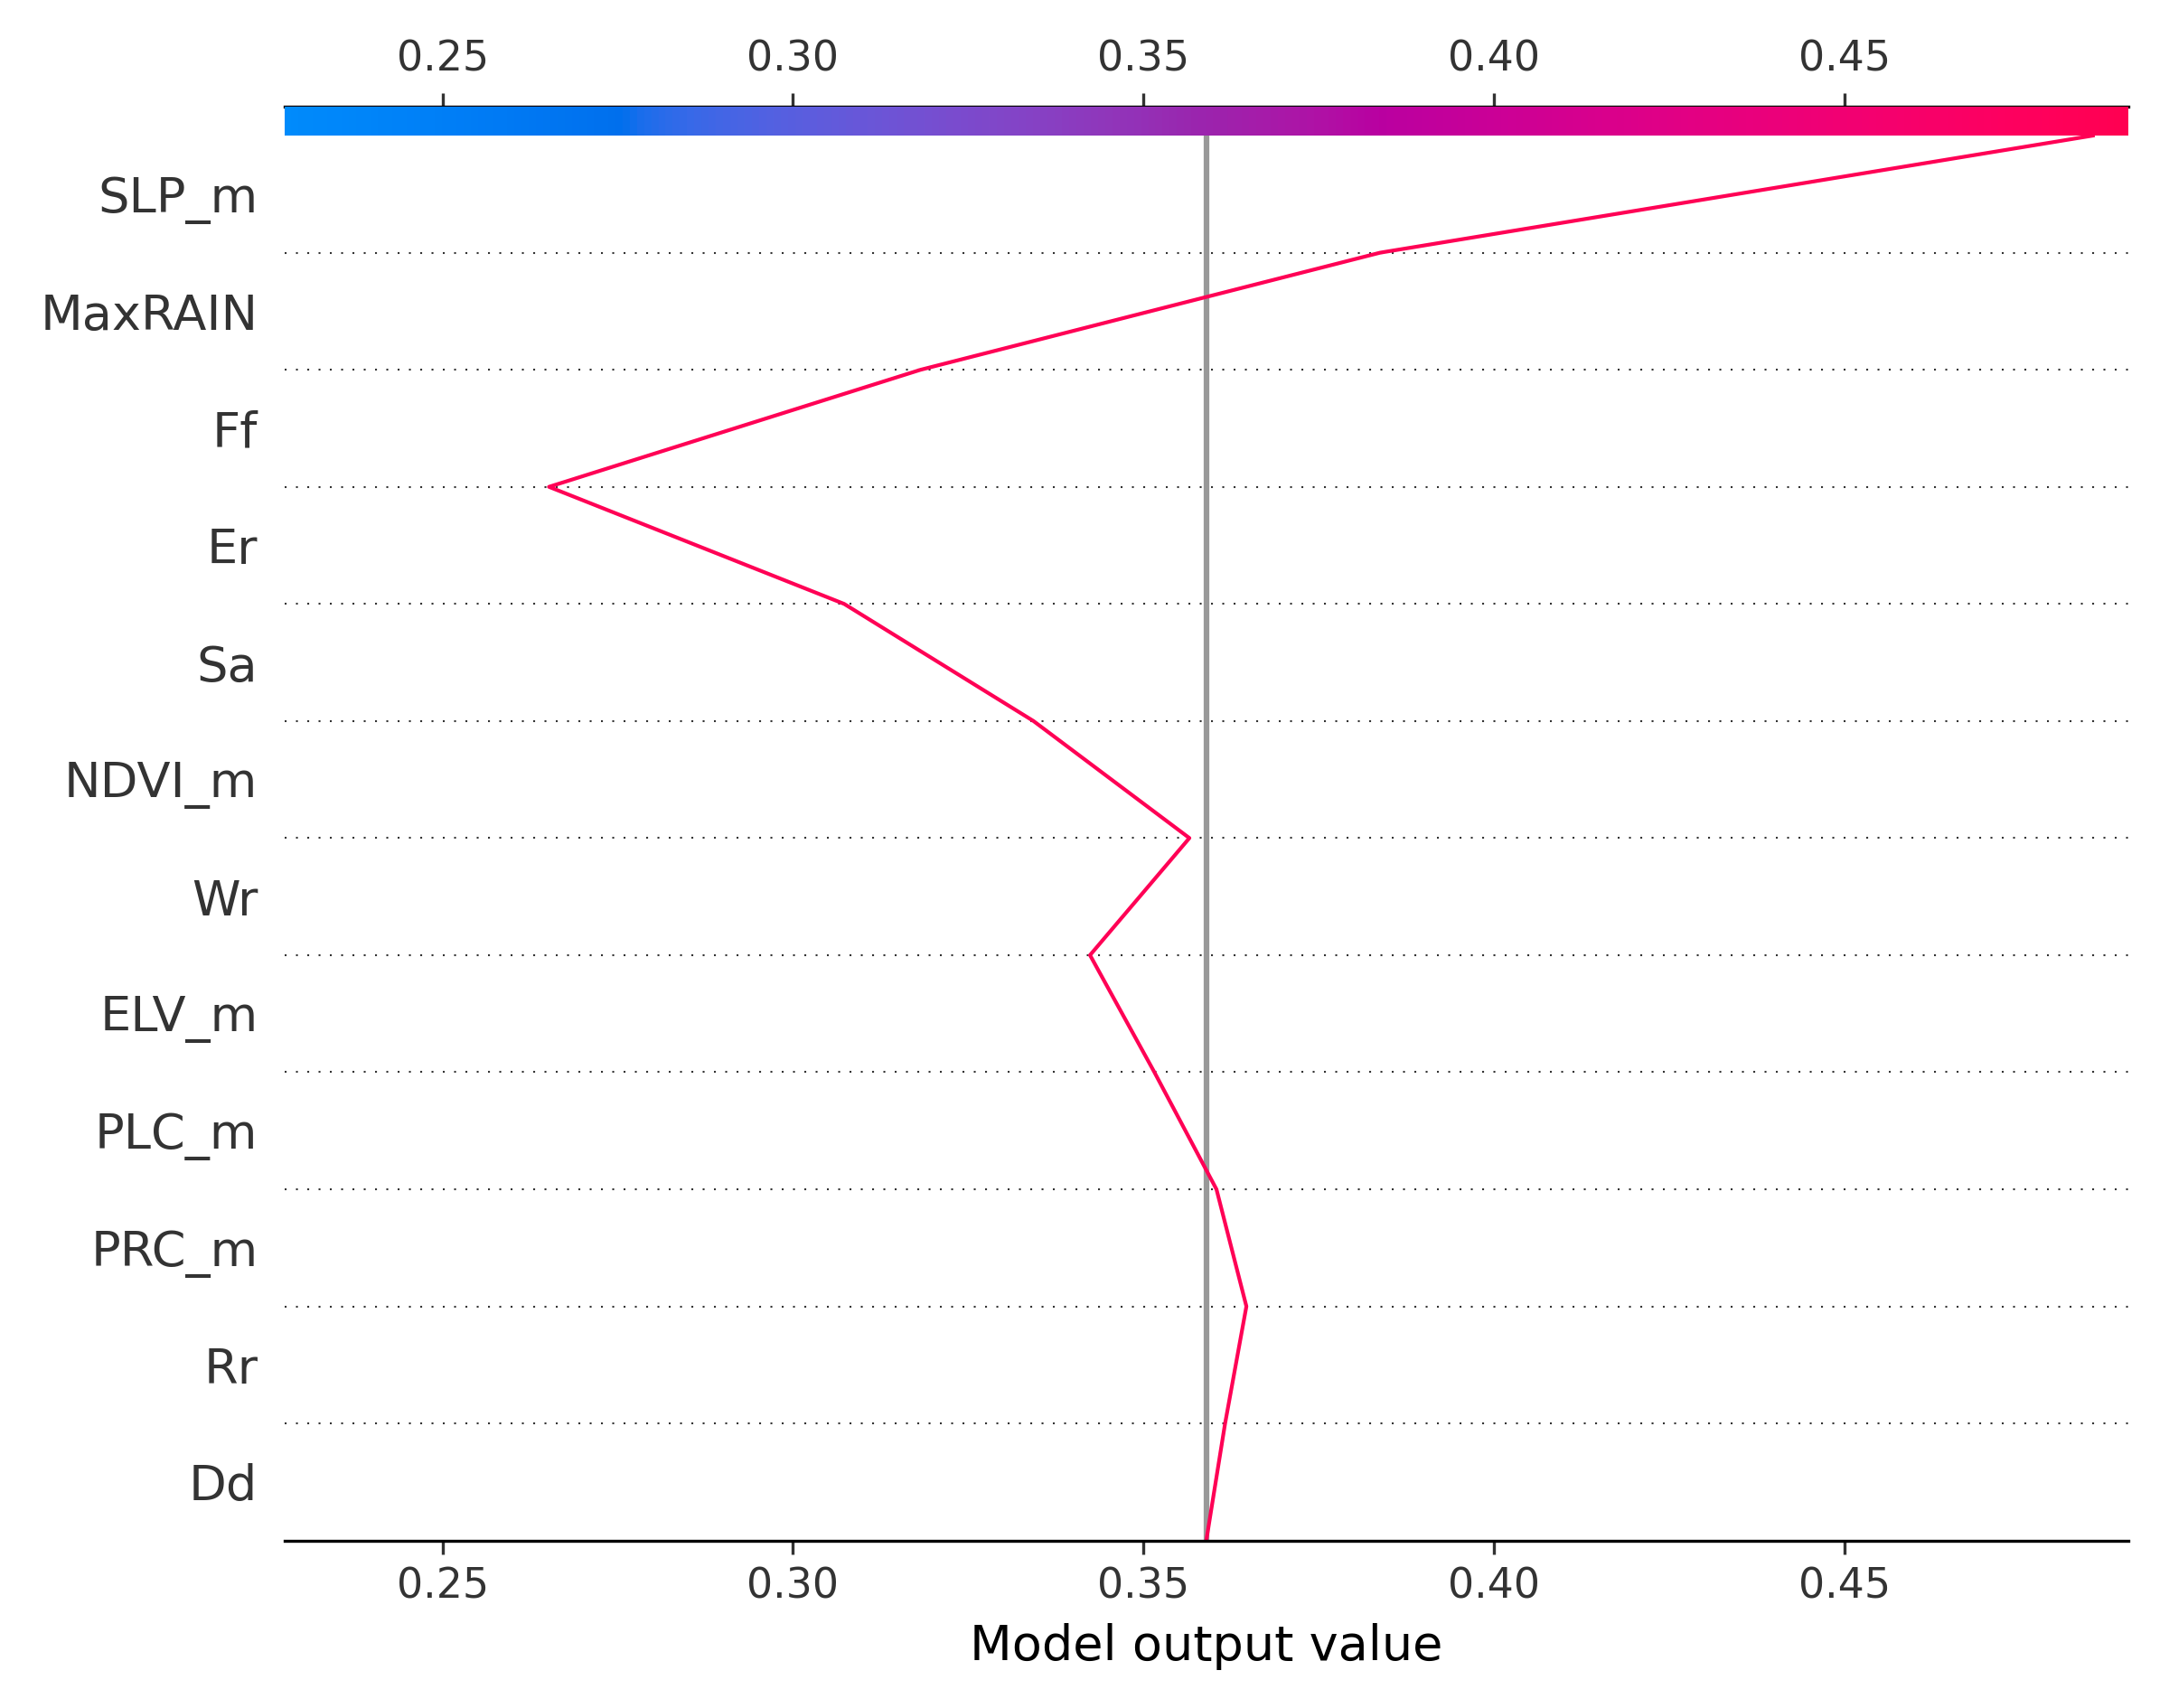 0.25 0.30 0.35 0.40 0.45
SLP_m
MaxRAIN
Ff
Er
Sa
NDVI_m
Wr
ELV_m
PLC_m
PRC_m
Rr
Dd
0.25 0.30 0.35 0.40 0.45
Model output value